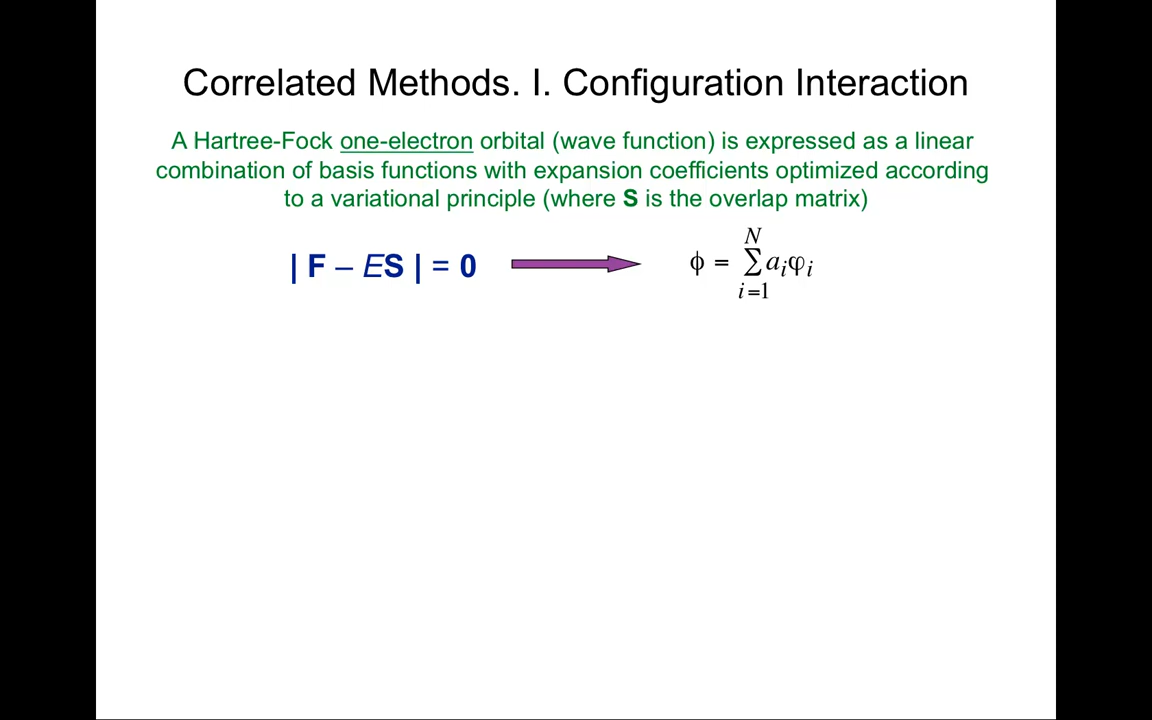 Correlated Methods. I. Configuration Interaction
A Hartree-Fock one-electron orbital (wave function) is expressed as a linear
combination of basis functions with expansion coefficients optimized according
to a variational principle (where S is the overlap matrix)
| F – ES | = 0
ϕ = N∑i=1 aiφi